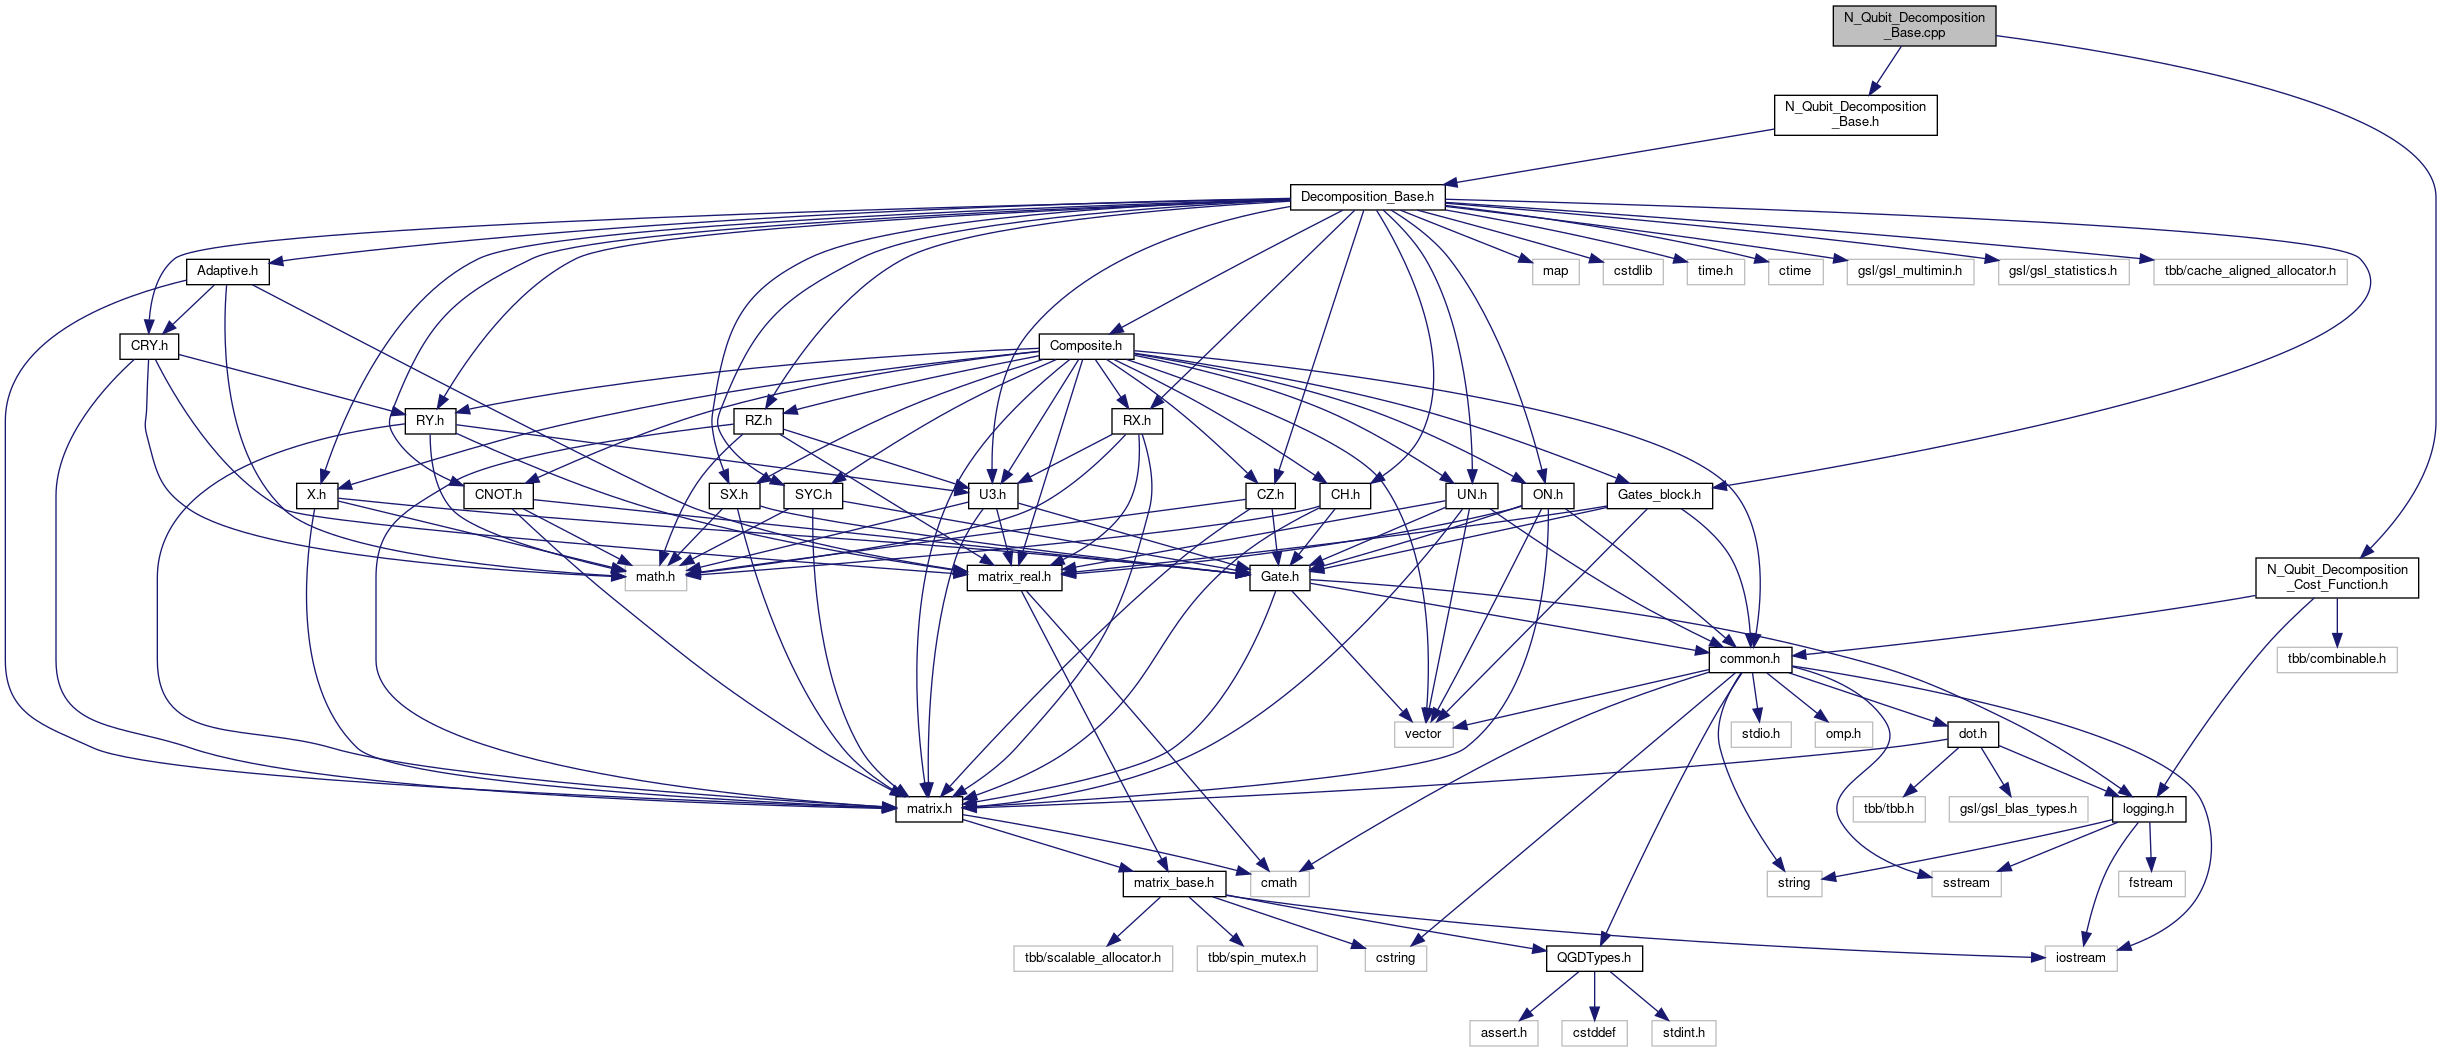 N_Qubit_Decomposition
_Base.cpp
N_Qubit_Decomposition
_Base.h
Decomposition_Base.h
Adaptive.h
map
cstdlib
time.h
ctime
gsl/gsl_multimin.h
gsl/gsl_statistics.h
tbb/cache_aligned_allocator.h
CRY.h
Composite.h
RY.h
RZ.h
RX.h
X.h
CNOT.h
SX.h
SYC.h
U3.h
CZ.h
CH.h
UN.h
ON.h
Gates_block.h
math.h
matrix_real.h
Gate.h
N_Qubit_Decomposition
_Cost_Function.h
common.h
tbb/combinable.h
vector
stdio.h
omp.h
dot.h
matrix.h
tbb/tbb.h
gsl/gsl_blas_types.h
logging.h
matrix_base.h
cmath
string
sstream
fstream
tbb/scalable_allocator.h
tbb/spin_mutex.h
cstring
QGDTypes.h
iostream
assert.h
cstddef
stdint.h